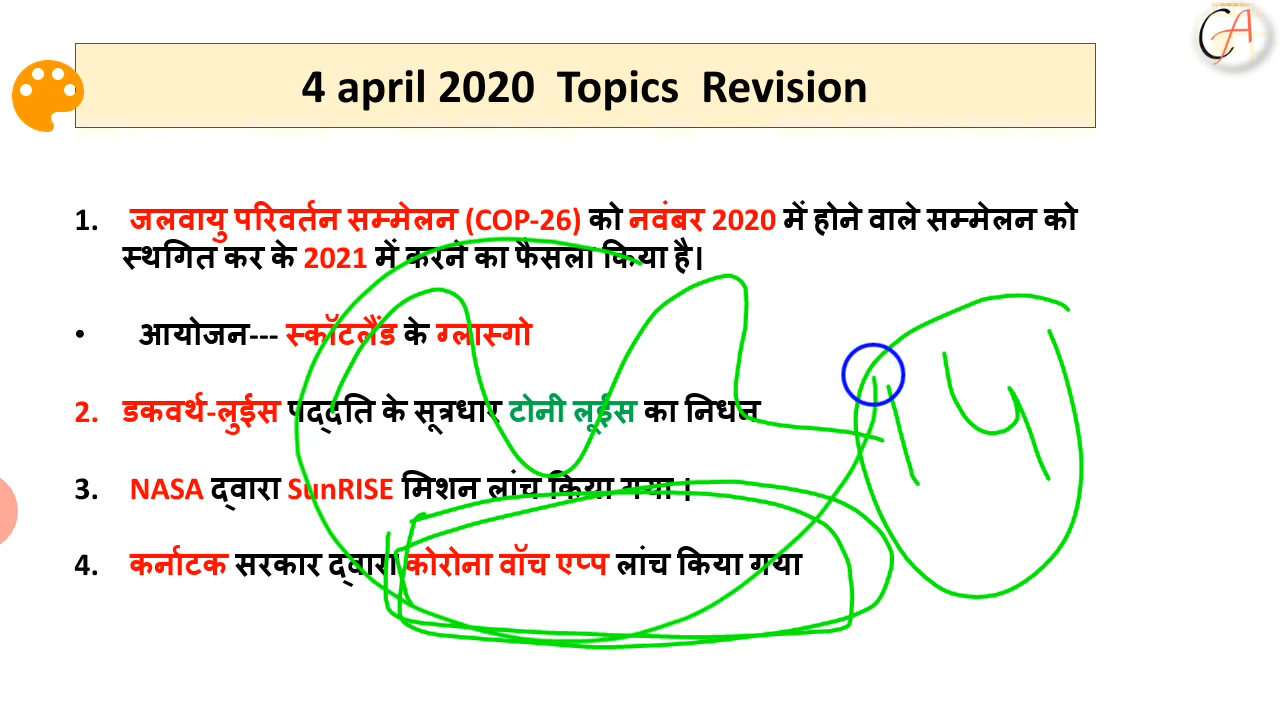 CA
4 april 2020 Topics Revision
1. जलवायु परिवर्तन सम्मेलन (COP-26) को नवंबर 2020 में होने वाले सम्मेलन को
स्थगित कर के 2021 में करने का फैसला किया है।
• आयोजन--- स्कॉटलैंड के ग्लास्गो
2. डकवर्थ-लुईस पद्दति के सूत्रधार टोनी लूईस का निधन
3. NASA द्वारा SunRISE मिशन लांच किया गया ।
4. कर्नाटक सरकार द्वारा कोरोना वॉच एप्प लांच किया गया
14